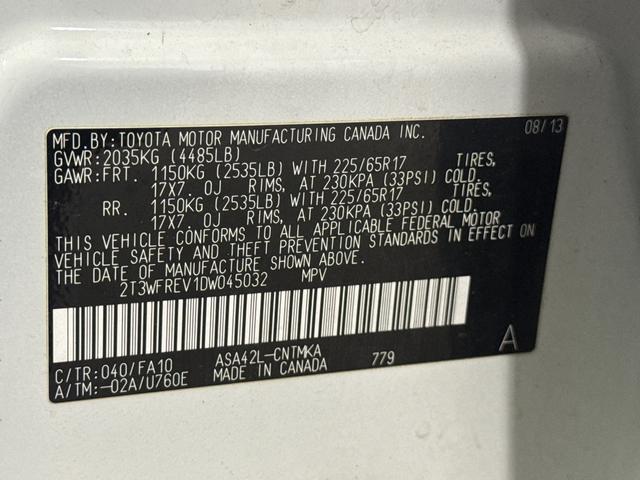 MFD.BY:TOYOTA MOTOR MANUFACTURING CANADA INC. 08/13
GVWR:2035KG (4485LB)
GAWR:FRT. 1150KG (2535LB) WITH 225/65R17 TIRES,
17X7.0J RIMS, AT 230KPA (33PSI) COLD.
RR. 1150KG (2535LB) WITH 225/65R17 TIRES,
17X7.0J RIMS, AT 230KPA (33PSI) COLD.
THIS VEHICLE CONFORMS TO ALL APPLICABLE FEDERAL MOTOR
VEHICLE SAFETY AND THEFT PREVENTION STANDARDS IN EFFECT ON
THE DATE OF MANUFACTURE SHOWN ABOVE.
2T3WFREV1DW045032 MPV
C/TR:040/FA10 ASA42L-CNTMKA 779
A/TM:-02A/U760E MADE IN CANADA A